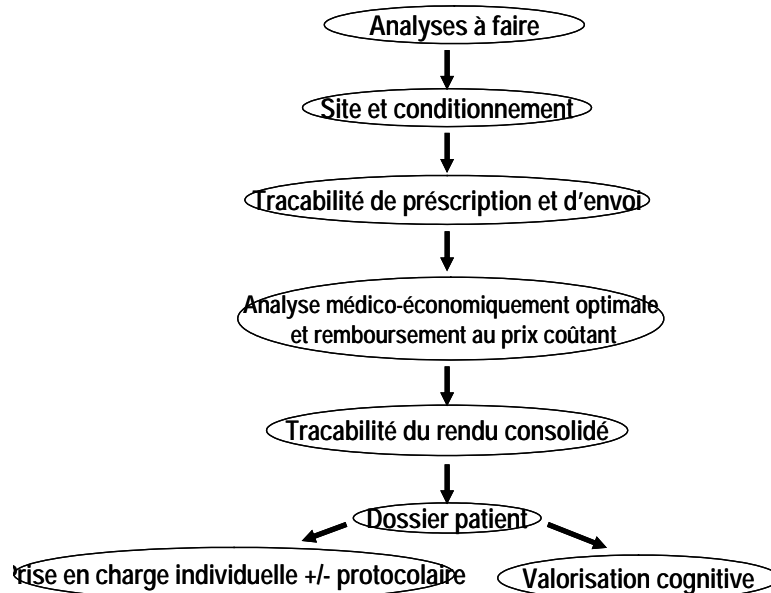 Analyses à faire
Site et conditionnement
Tracabilité de préscription et d'envoi
Analyse médico-économiquement optimale
et remboursement au prix coûtant
Tracabilité du rendu consolidé
Dossier patient
rise en charge individuelle +/- protocolaire
Valorisation cognitive